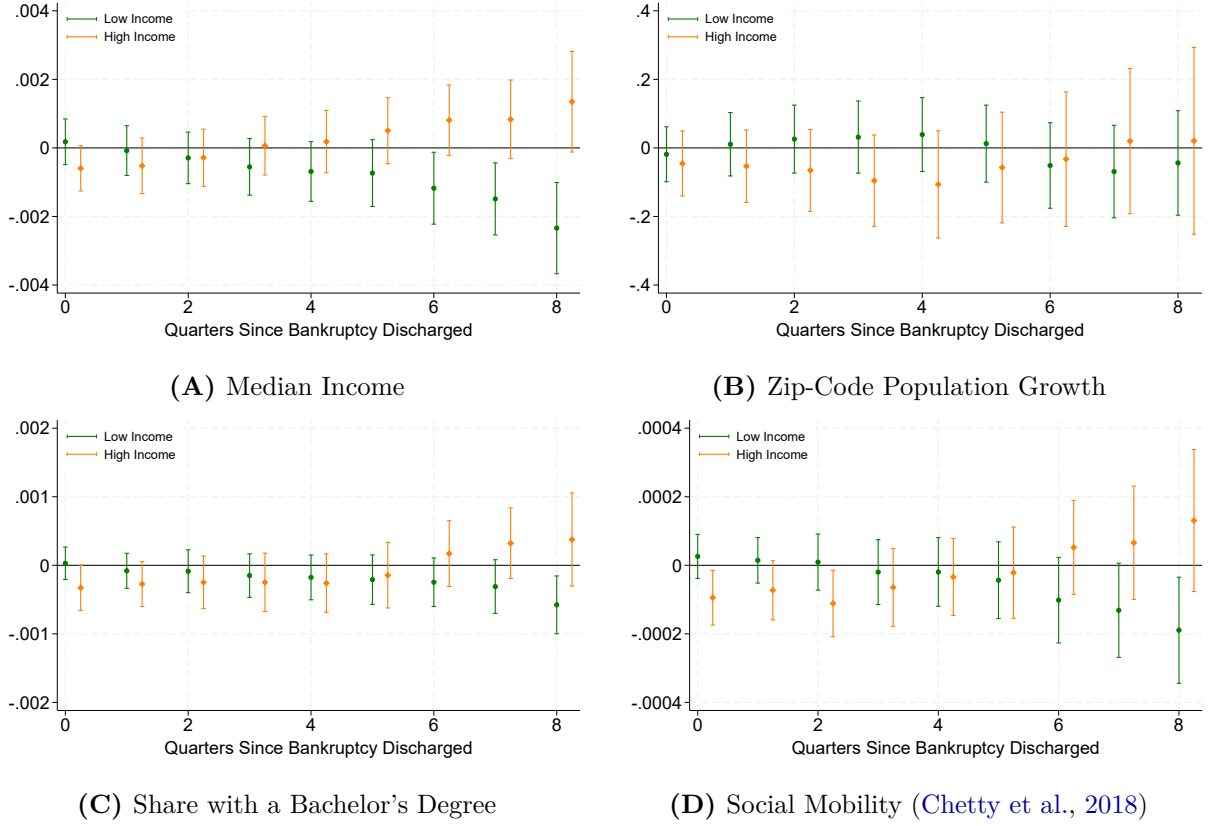 .004
.002
0
-.002
-.004
Low Income
High Income
0 2 4 6 8
Quarters Since Bankruptcy Discharged
(A) Median Income
.4
.2
0
-.2
-.4
Low Income
High Income
0 2 4 6 8
Quarters Since Bankruptcy Discharged
(B) Zip-Code Population Growth
.002
.001
0
-.001
-.002
Low Income
High Income
0 2 4 6 8
Quarters Since Bankruptcy Discharged
(C) Share with a Bachelor's Degree
.0004
.0002
0
-.0002
-.0004
Low Income
High Income
0 2 4 6 8
Quarters Since Bankruptcy Discharged
(D) Social Mobility (Chetty et al., 2018)